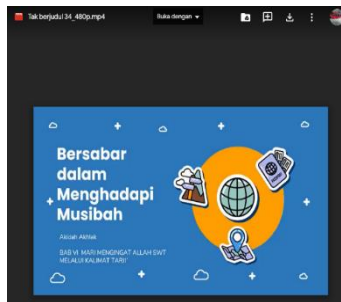 Tak berjudul 34_480p.mp4
Buka dengan
Bersabar
dalam
Menghadapi
Musibah
Akidah Akhlak
BAB VI MARI MENGINGAT ALLAH SWT
MELALUI KALIMAT TARJI'